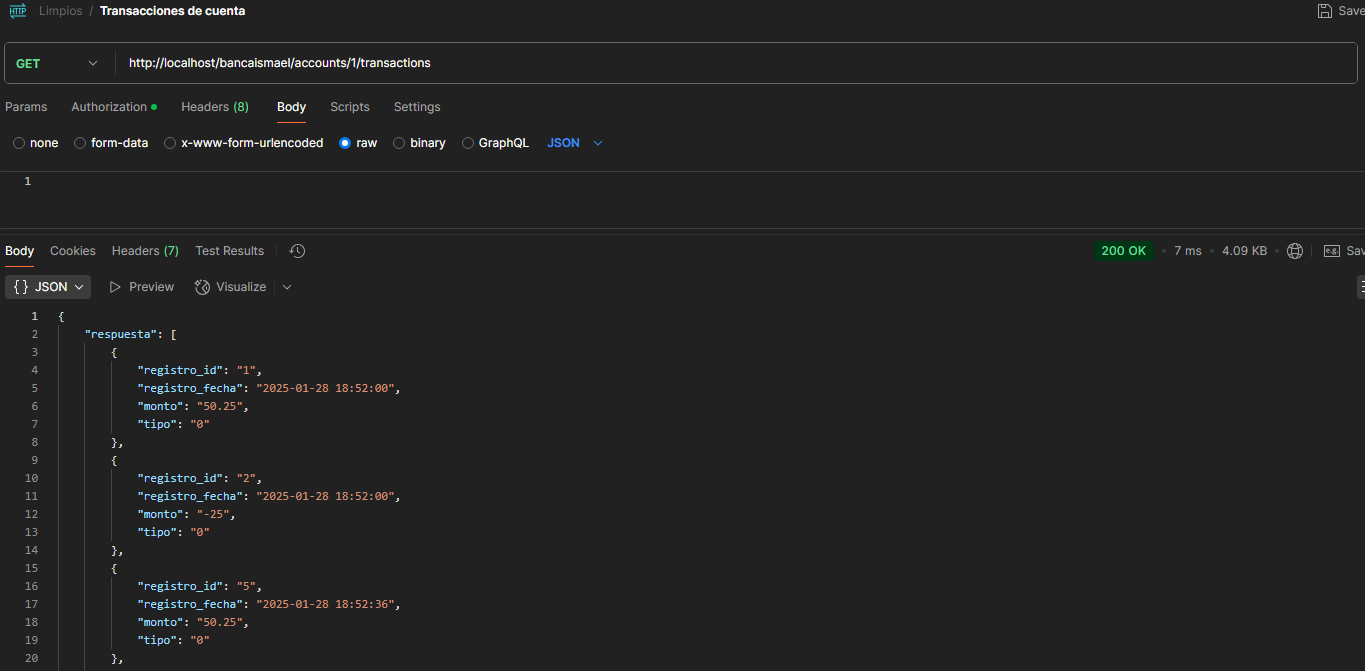 HTTP Limpios / Transacciones de cuenta Save
GET http://localhost/bancaismael/accounts/1/transactions
Params Authorization Headers (8) Body Scripts Settings
none form-data x-www-form-urlencoded raw binary GraphQL JSON
1
Body Cookies Headers (7) Test Results 200 OK • 7 ms • 4.09 KB • e.g. Sav
{} JSON Preview Visualize
1 {
2 "respuesta": [
3 {
4 "registro_id": "1",
5 "registro_fecha": "2025-01-28 18:52:00",
6 "monto": "50.25",
7 "tipo": "0"
8 },
9 {
10 "registro_id": "2",
11 "registro_fecha": "2025-01-28 18:52:00",
12 "monto": "-25",
13 "tipo": "0"
14 },
15 {
16 "registro_id": "5",
17 "registro_fecha": "2025-01-28 18:52:36",
18 "monto": "50.25",
19 "tipo": "0"
20 },